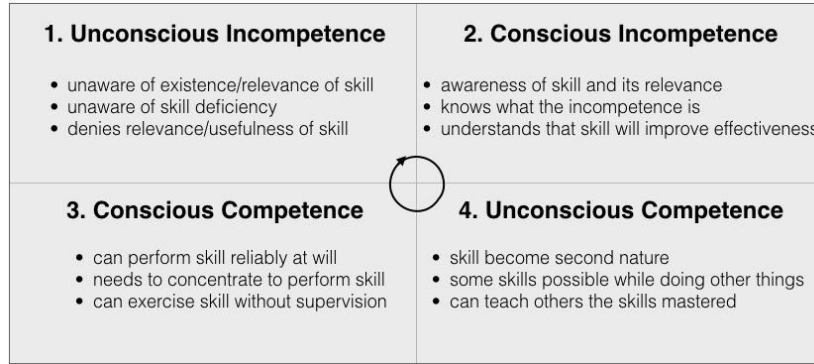 1. Unconscious Incompetence
• unaware of existence/relevance of skill
• unaware of skill deficiency
• denies relevance/usefulness of skill
2. Conscious Incompetence
• awareness of skill and its relevance
• knows what the incompetence is
• understands that skill will improve effectiveness
3. Conscious Competence
• can perform skill reliably at will
• needs to concentrate to perform skill
• can exercise skill without supervision
4. Unconscious Competence
• skill become second nature
• some skills possible while doing other things
• can teach others the skills mastered